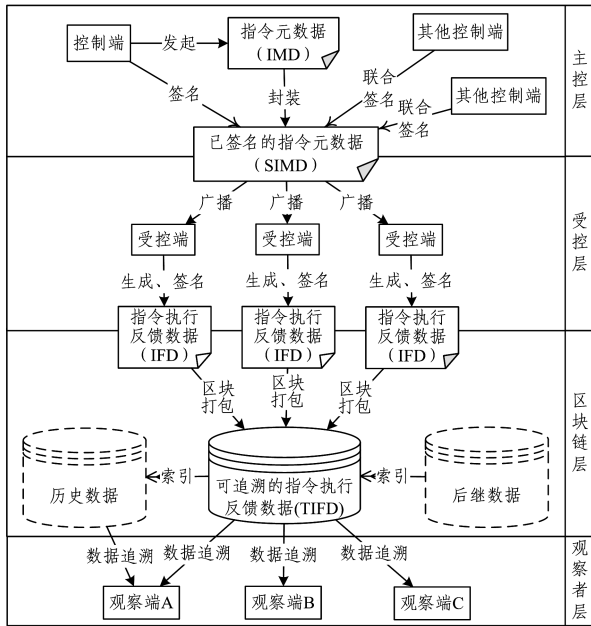 控制端
发起
指令元数据
（IMD）
其他控制端
签名
封装
联合
签名
联合
签名
其他控制端
已签名的指令元数据
（SIMD）
主控层
广播
广播
广播
受控端
受控端
受控端
生成、签名
生成、签名
生成、签名
受控层
指令执行
反馈数据
（IFD）
指令执行
反馈数据
（IFD）
指令执行
反馈数据
（IFD）
区块
打包
区块
打包
区块
打包
历史数据
索引
可追溯的指令执行
反馈数据(TIFD)
索引
后继数据
区块链层
数据追溯
数据追溯
数据追溯
数据追溯
观察端A
观察端B
观察端C
观察者层